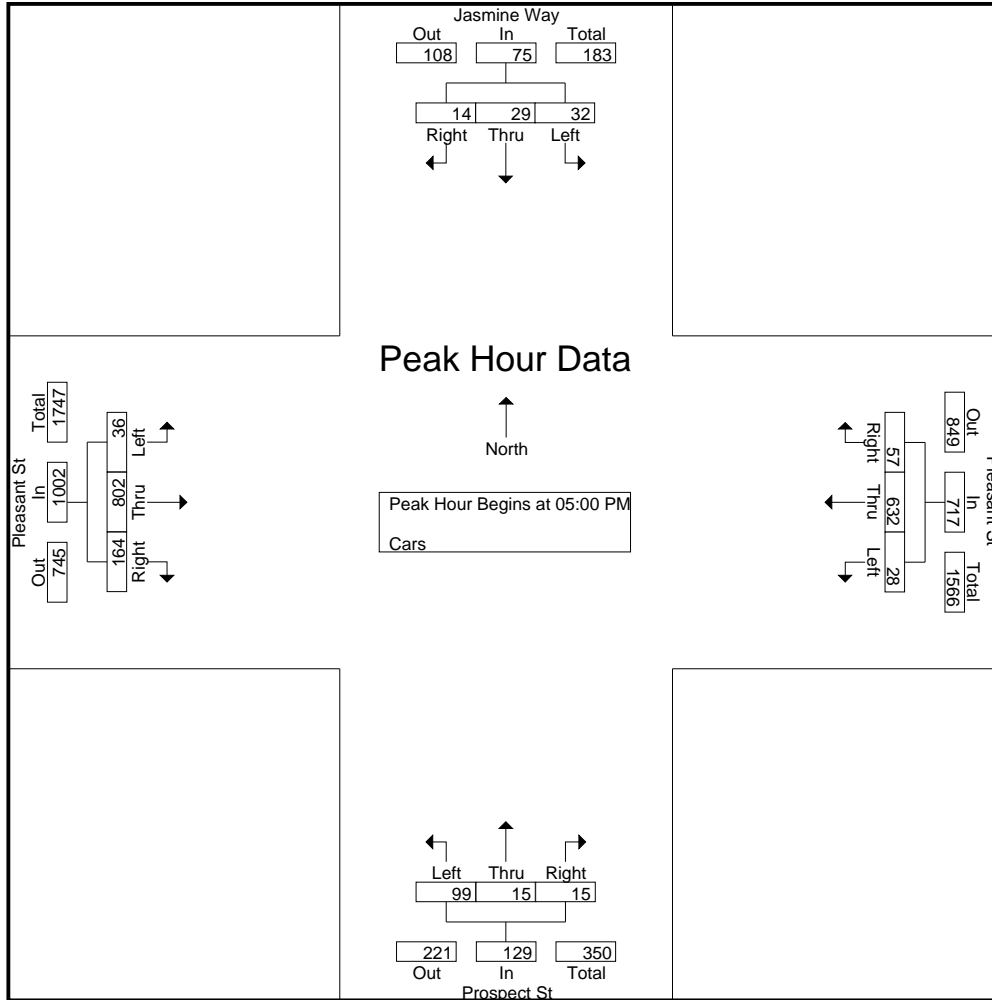 Jasmine Way
Out In Total
108 75 183
14 29 32
Right Thru Left
Peak Hour Data
North
Peak Hour Begins at 05:00 PM
Cars
Pleasant St
Total In Out
1747 1002 745
36 802 164
Left Thru Right
Right Thru Left
57 632 28
Out In Total
849 717 1566
Pleasant St
Left Thru Right
99 15 15
221 129 350
Out In Total
Prospect St